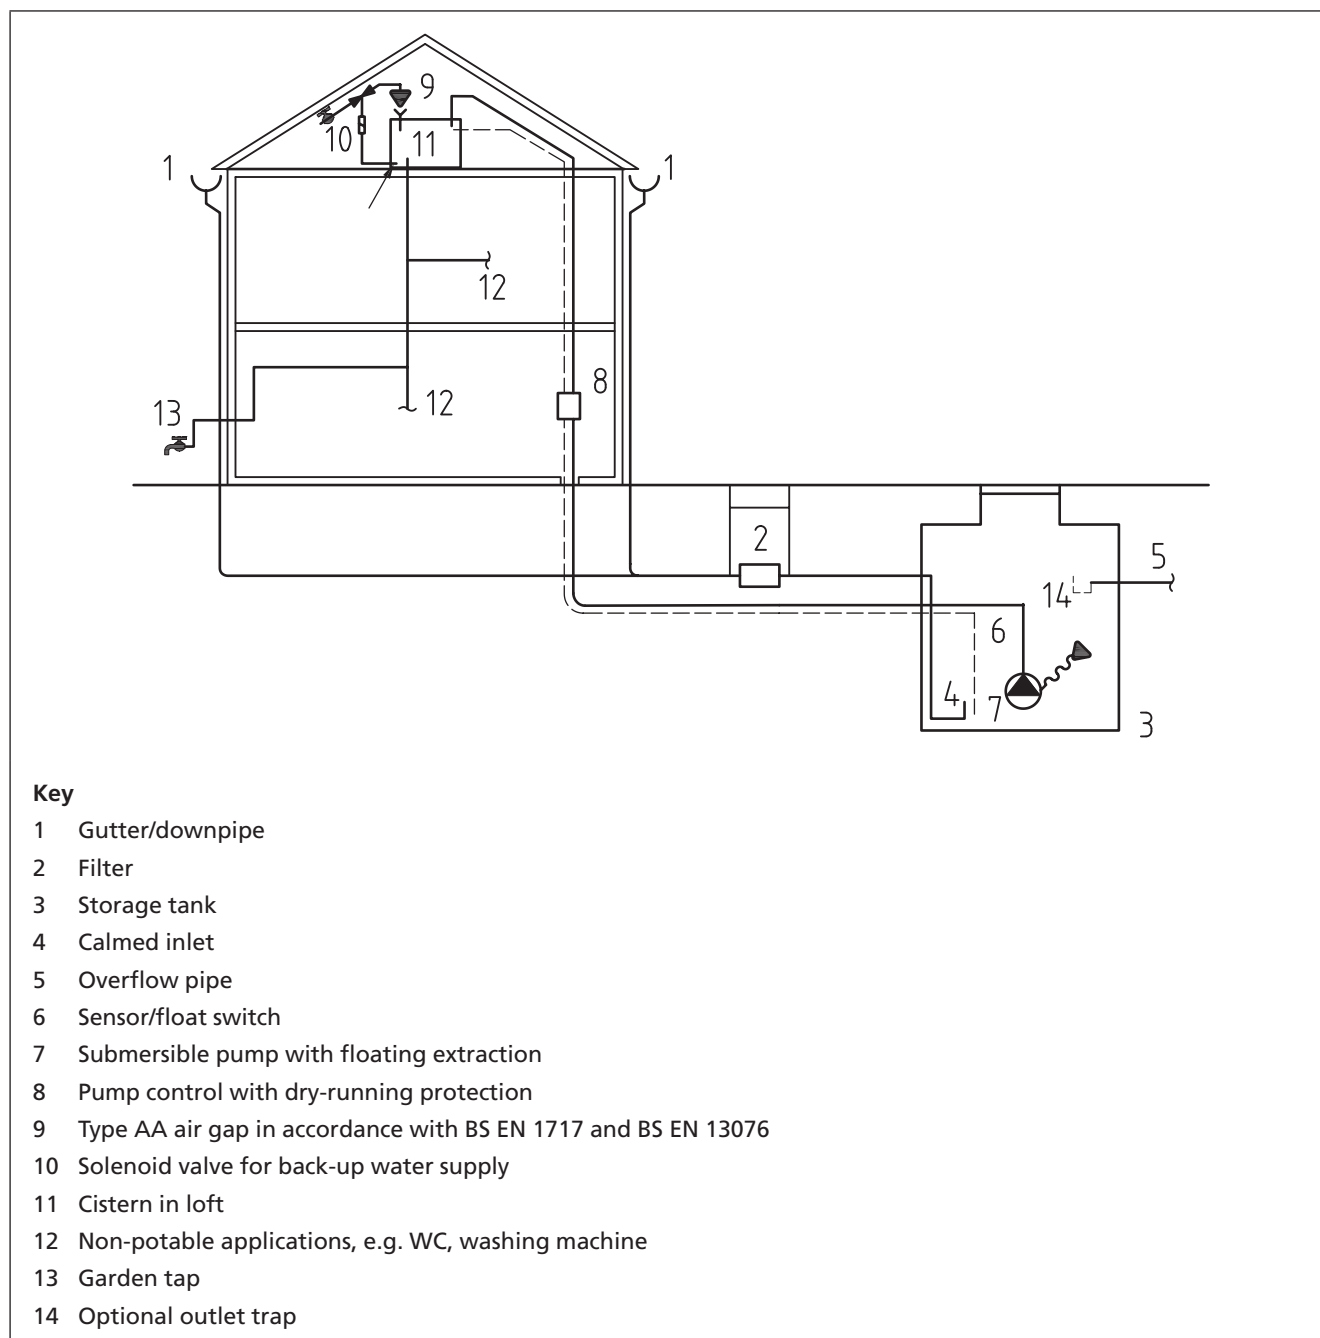 9
10
11
1
1
12
8
13
12
2
5
14
6
4
7
3
Key
1 Gutter/downpipe
2 Filter
3 Storage tank
4 Calmed inlet
5 Overflow pipe
6 Sensor/float switch
7 Submersible pump with floating extraction
8 Pump control with dry-running protection
9 Type AA air gap in accordance with BS EN 1717 and BS EN 13076
10 Solenoid valve for back-up water supply
11 Cistern in loft
12 Non-potable applications, e.g. WC, washing machine
13 Garden tap
14 Optional outlet trap